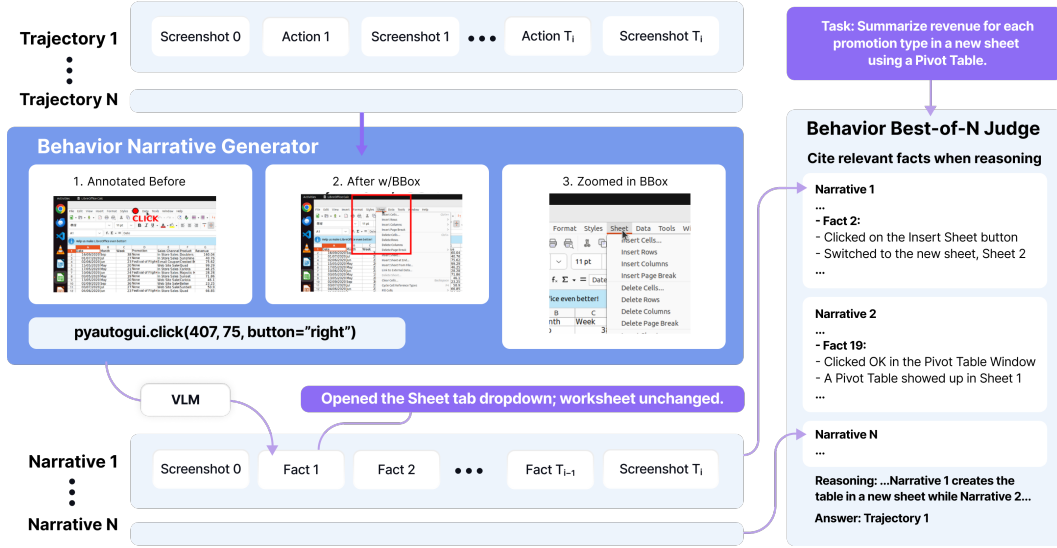 Trajectory 1
Screenshot 0
Action 1
Screenshot 1
Action Ti
Screenshot Ti
Trajectory N
Behavior Narrative Generator
1. Annotated Before
CLICK
2. After w/BBox
3. Zoomed in BBox
Format Styles Sheet Data Tools
Insert Cells...
Insert Rows
11 pt
Insert Columns
Insert Page Break
Delete Cells...
fice even better!
Delete Rows
B C
Delete Columns
nth Week
Delete Page Break
pyautogui.click(407, 75, button=”right”)
VLM
Opened the Sheet tab dropdown; worksheet unchanged.
Narrative 1
Screenshot 0
Fact 1
Fact 2
Fact Ti–1
Screenshot Ti
Narrative N
Task: Summarize revenue for each
promotion type in a new sheet
using a Pivot Table.
Behavior Best-of-N Judge
Cite relevant facts when reasoning
Narrative 1
...
- Fact 2:
- Clicked on the Insert Sheet button
- Switched to the new sheet, Sheet 2
...
Narrative 2
...
- Fact 19:
- Clicked OK in the Pivot Table Window
- A Pivot Table showed up in Sheet 1
...
Narrative N
...
Reasoning: ...Narrative 1 creates the
table in a new sheet while Narrative 2...
Answer: Trajectory 1